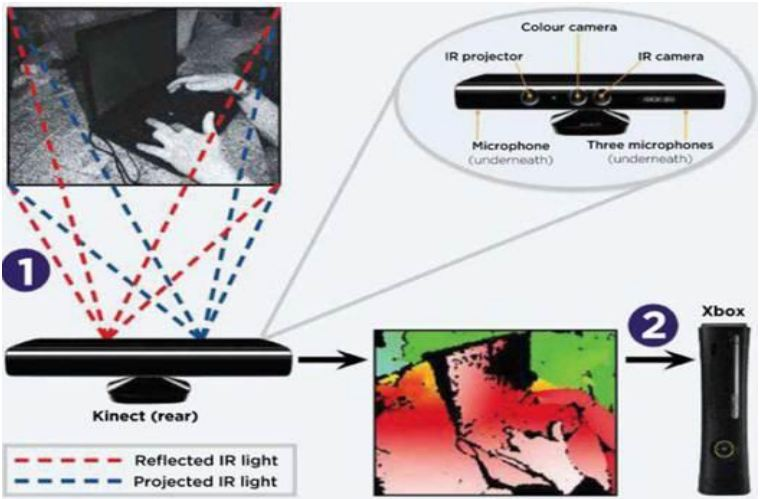 Colour camera
IR projector
IR camera
Microphone
(underneath)
Three microphones
(underneath)
1
2
Xbox
Kinect (rear)
Reflected IR light
Projected IR light